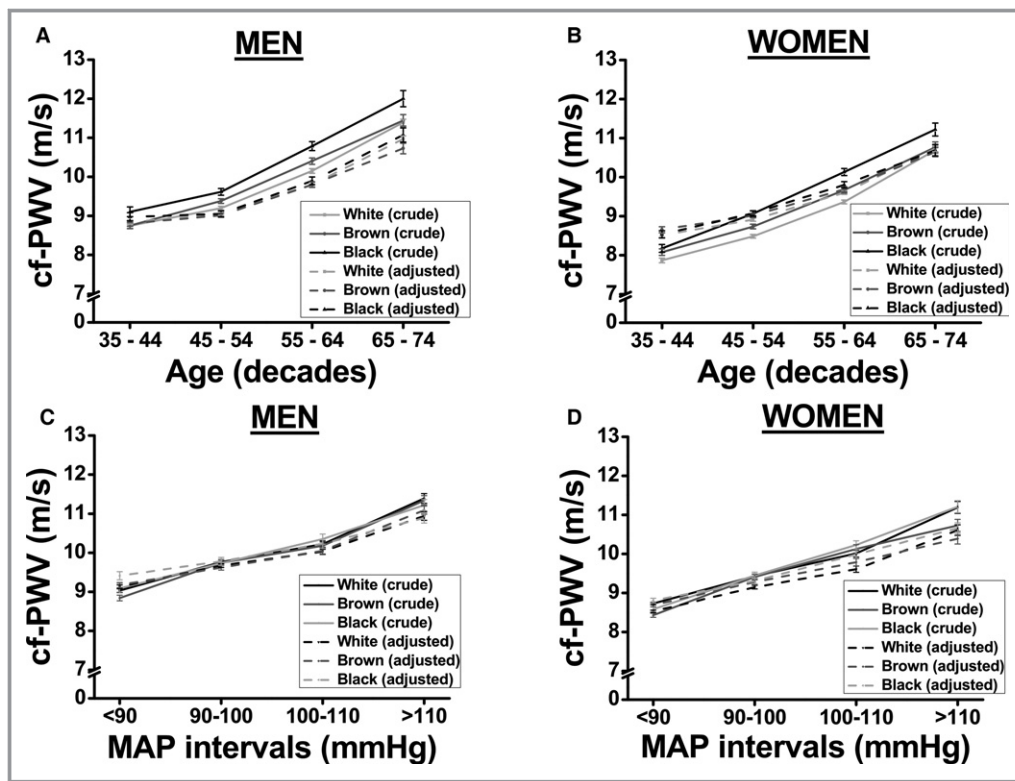 A
MEN
cf-PWV (m/s)
13
12
11
10
9
8
7
0
White (crude)
Brown (crude)
Black (crude)
White (adjusted)
Brown (adjusted)
Black (adjusted)
35 - 44 45 - 54 55 - 64 65 - 74
Age (decades)
B
WOMEN
cf-PWV (m/s)
13
12
11
10
9
8
7
0
White (crude)
Brown (crude)
Black (crude)
White (adjusted)
Brown (adjusted)
Black (adjusted)
35 - 44 45 - 54 55 - 64 65 - 74
Age (decades)
C
MEN
cf-PWV (m/s)
13
12
11
10
9
8
7
0
White (crude)
Brown (crude)
Black (crude)
White (adjusted)
Brown (adjusted)
Black (adjusted)
<90 90-100 100-110 >110
MAP intervals (mmHg)
D
WOMEN
cf-PWV (m/s)
13
12
11
10
9
8
7
0
White (crude)
Brown (crude)
Black (crude)
White (adjusted)
Brown (adjusted)
Black (adjusted)
<90 90-100 100-110 >110
MAP intervals (mmHg)